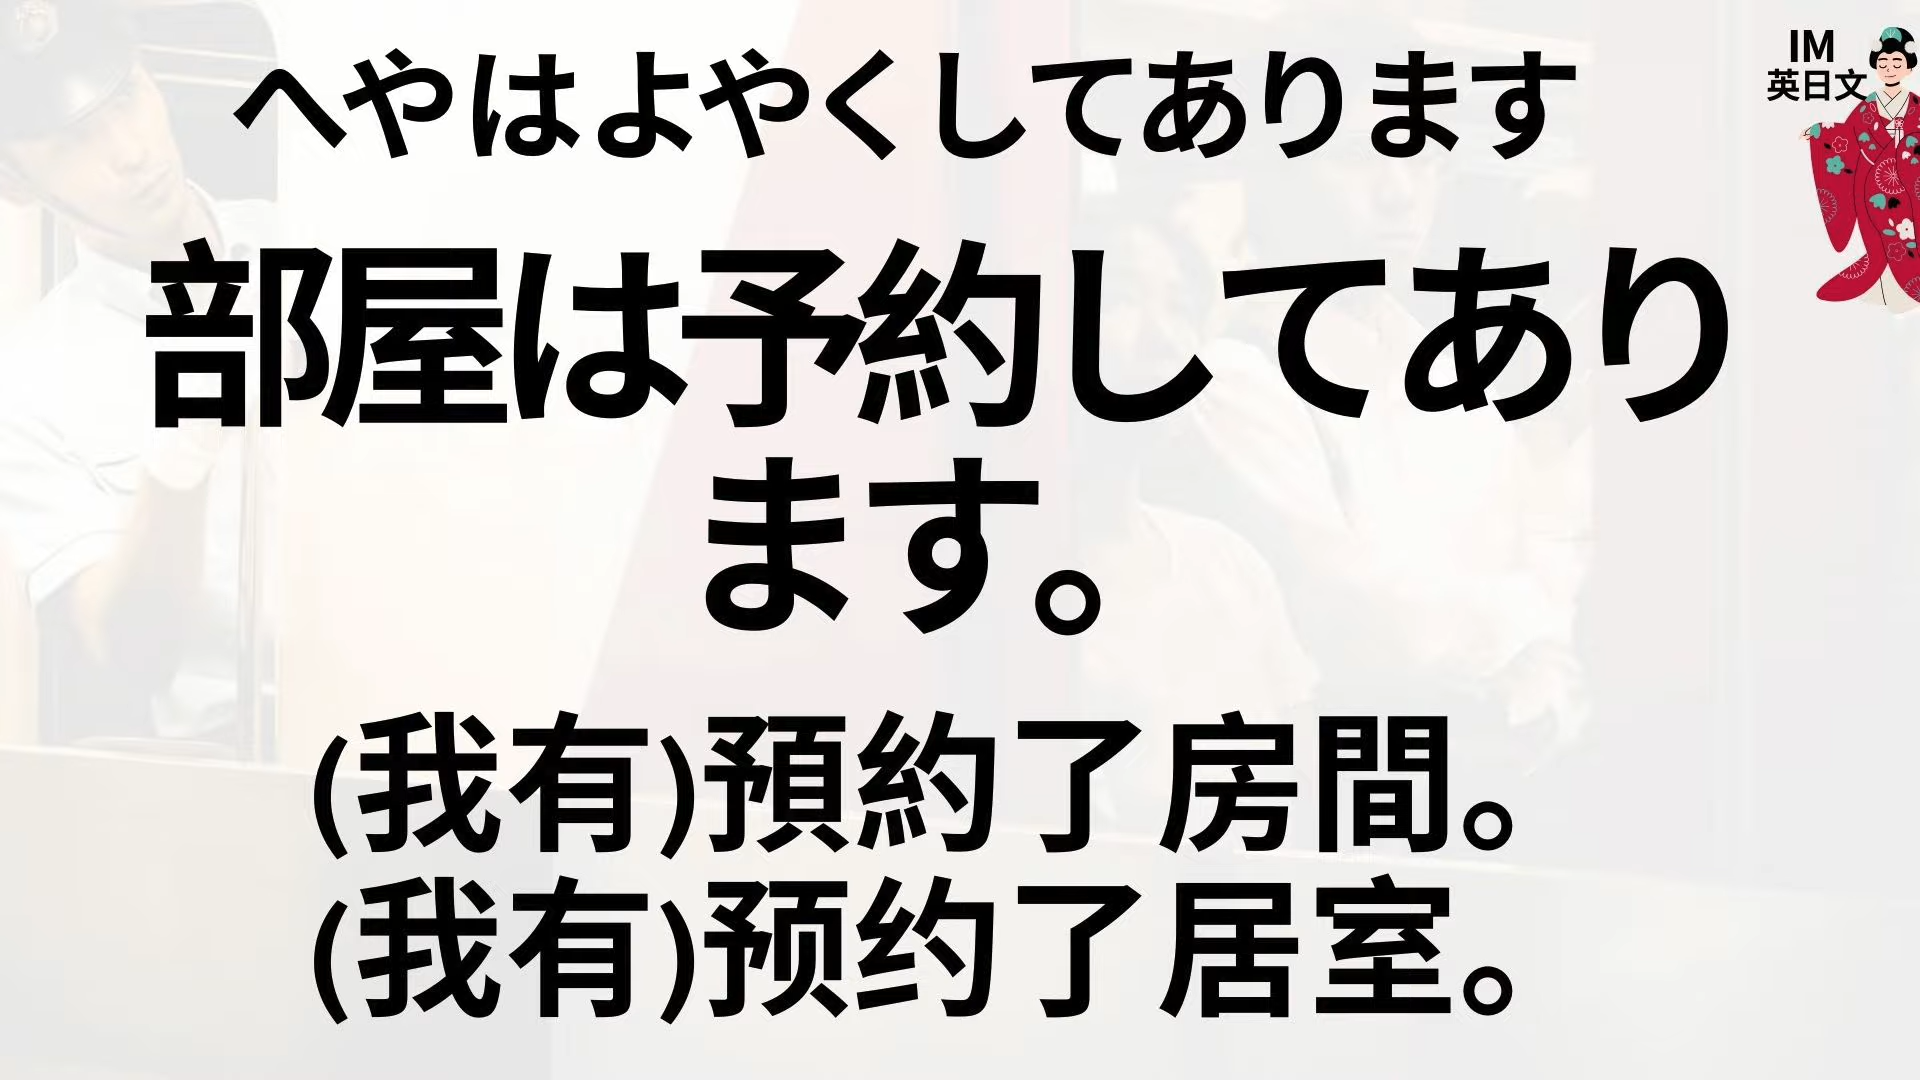 へやはよやくしてあります
IM
英日文
部屋は予約してあり
ます。
(我有)預約了房間。
(我有)预约了居室。